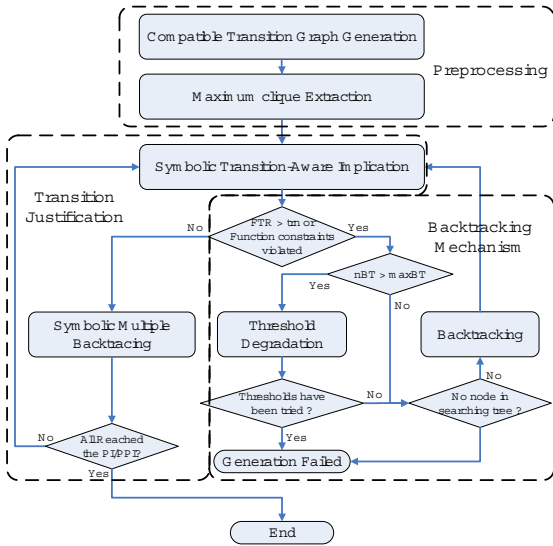 Compatible Transition Graph Generation
Preprocessing
Maximum clique Extraction
Symbolic Transition-Aware Implication
Transition
Justification
No
FTR > trn or
Function constraints
violated
Yes
Backtracking
Mechanism
nBT > maxBT
Yes
No
Symbolic Multiple
Backtracing
Threshold
Degradation
Backtracking
No
Thresholds have
been tried ?
No
No node in
searching tree ?
No
All R reached
the PI/PPI?
Yes
Yes
Generation Failed
End